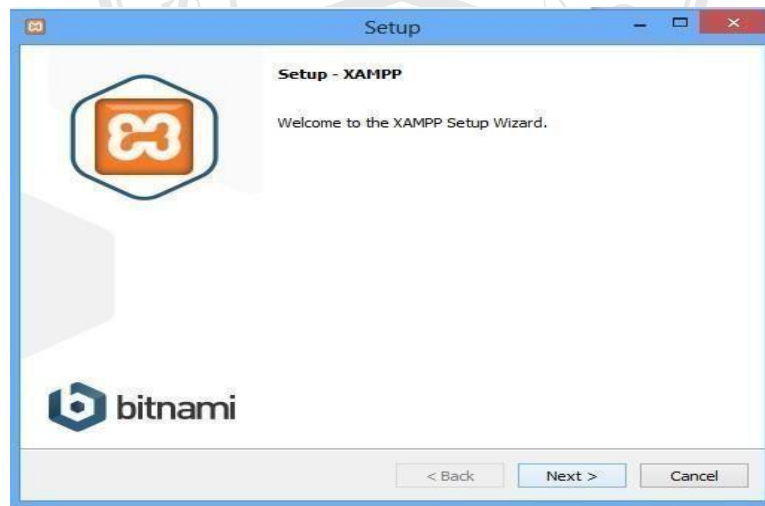 Setup
Setup - XAMPP
Welcome to the XAMPP Setup Wizard.
bitnami
< Back
Next >
Cancel